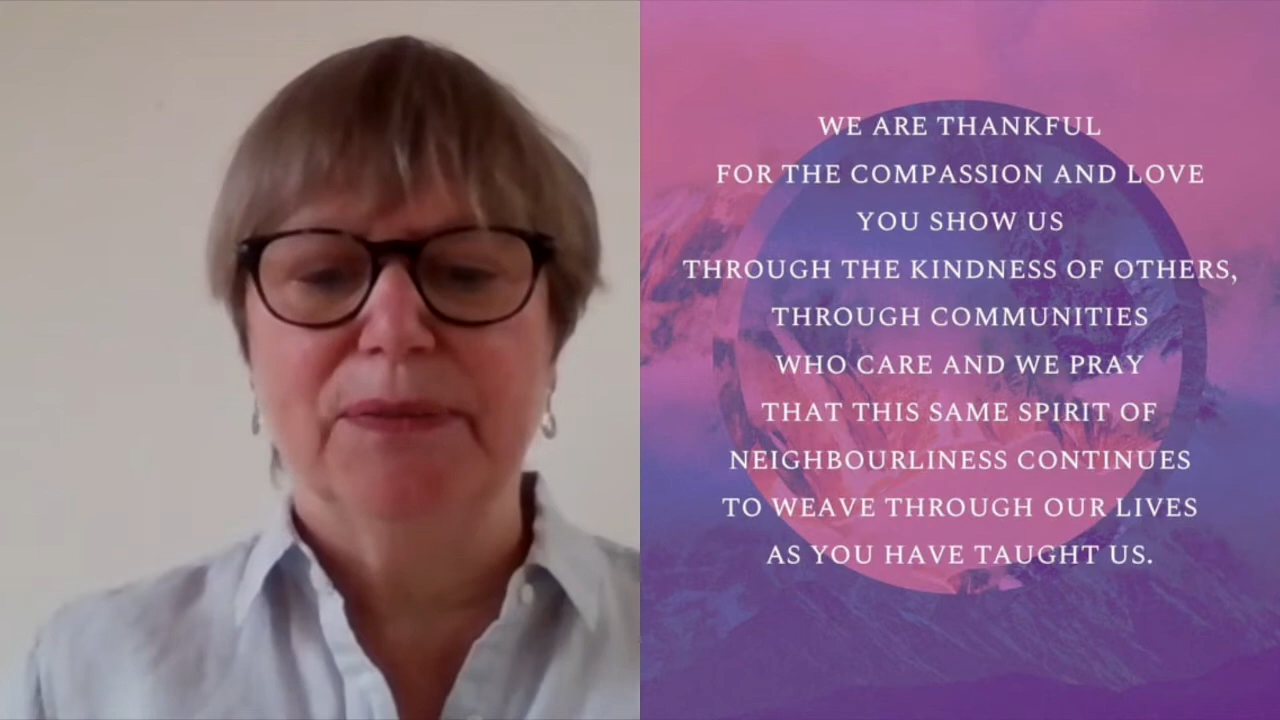 WE ARE THANKFUL
FOR THE COMPASSION AND LOVE
YOU SHOW US
THROUGH THE KINDNESS OF OTHERS,
THROUGH COMMUNITIES
WHO CARE AND WE PRAY
THAT THIS SAME SPIRIT OF
NEIGHBOURLINESS CONTINUES
TO WEAVE THROUGH OUR LIVES
AS YOU HAVE TAUGHT US.